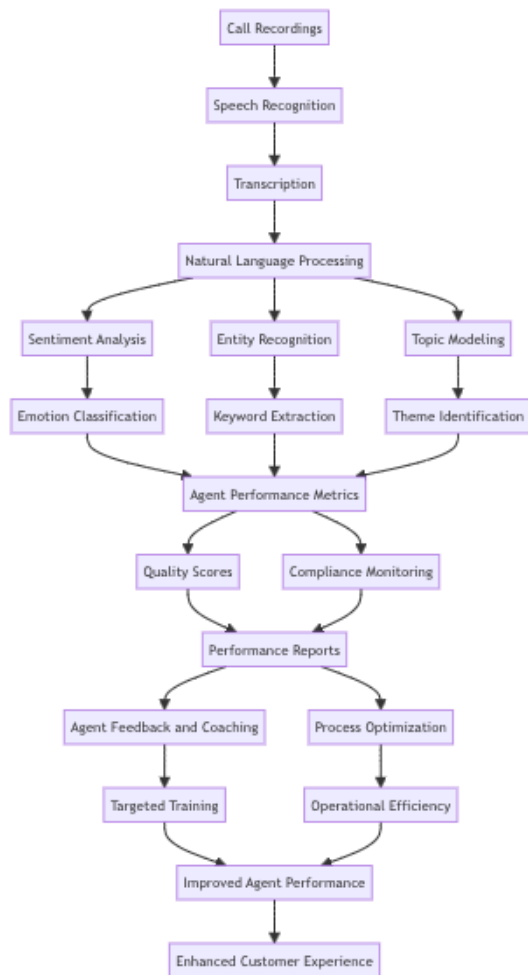 Call Recordings
Speech Recognition
Transcription
Natural Language Processing
Sentiment Analysis
Entity Recognition
Topic Modeling
Emotion Classification
Keyword Extraction
Theme Identification
Agent Performance Metrics
Quality Scores
Compliance Monitoring
Performance Reports
Agent Feedback and Coaching
Process Optimization
Targeted Training
Operational Efficiency
Improved Agent Performance
Enhanced Customer Experience